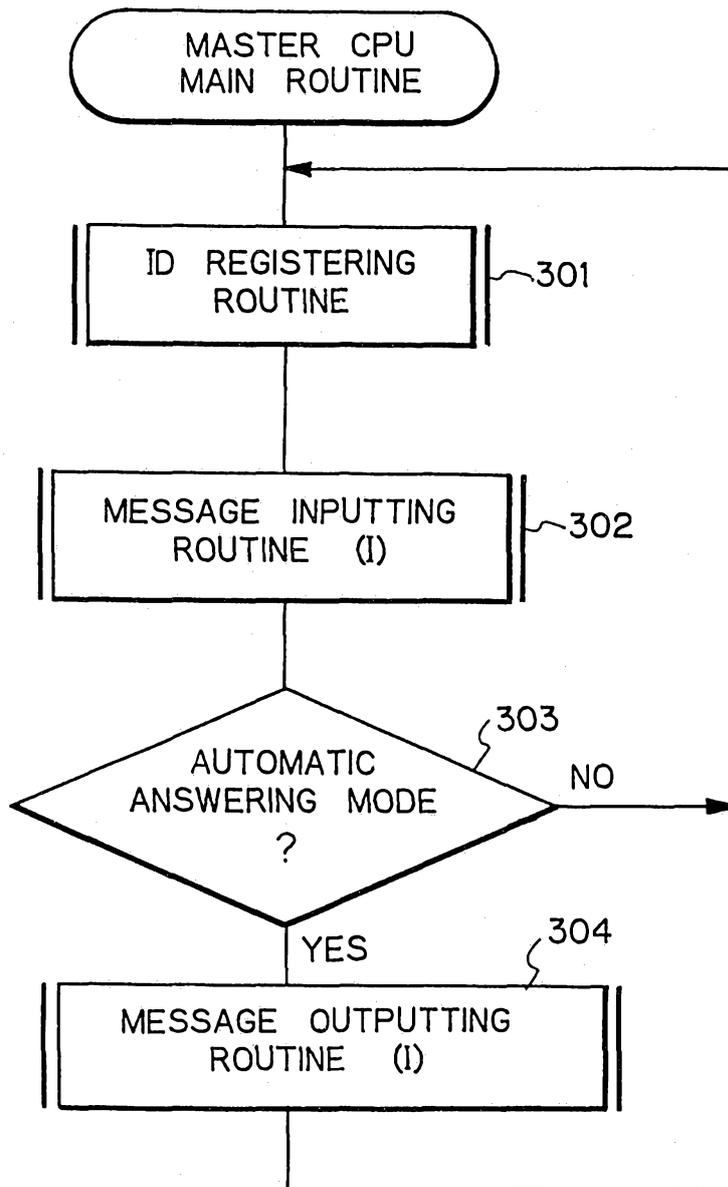 MASTER CPU
MAIN ROUTINE
ID REGISTERING
ROUTINE
301
MESSAGE INPUTTING
ROUTINE (I)
302
303
AUTOMATIC
ANSWERING MODE
?
NO
YES
304
MESSAGE OUTPUTTING
ROUTINE (I)